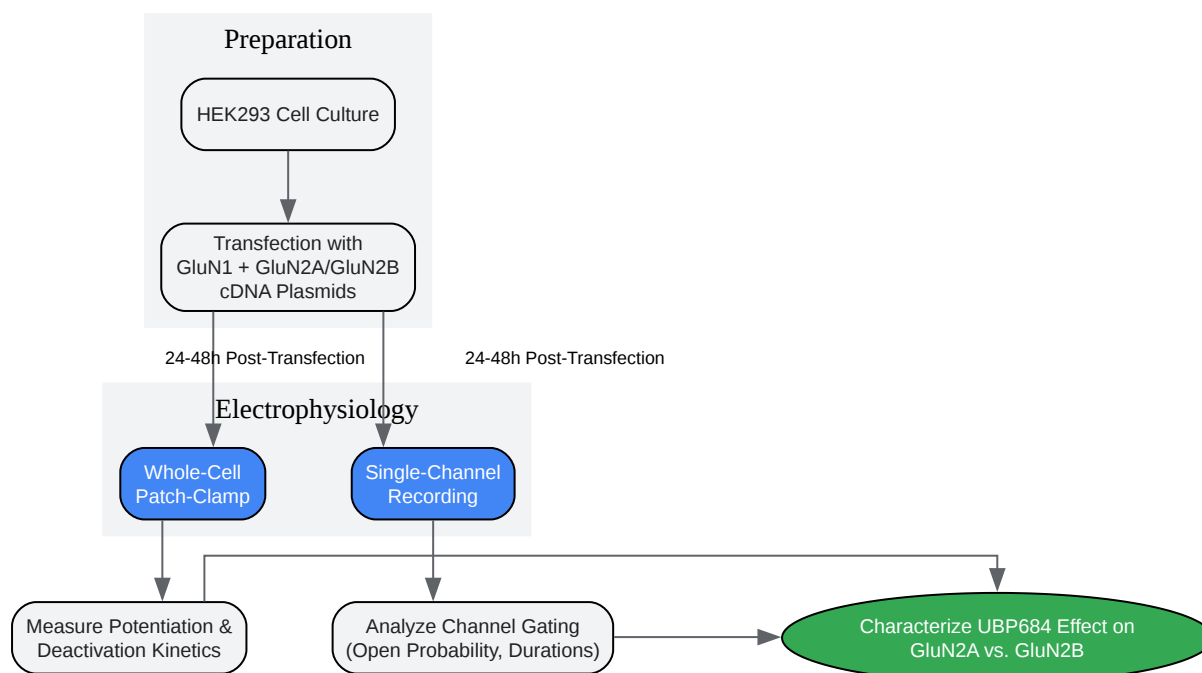 Preparation
HEK293 Cell Culture
Transfection with
GluN1 + GluN2A/GluN2B
cDNA Plasmids
24-48h Post-Transfection
24-48h Post-Transfection
Electrophysiology
Whole-Cell
Patch-Clamp
Single-Channel
Recording
Measure Potentiation &
Deactivation Kinetics
Analyze Channel Gating
(Open Probability, Durations)
Characterize UBP684 Effect on
GluN2A vs. GluN2B